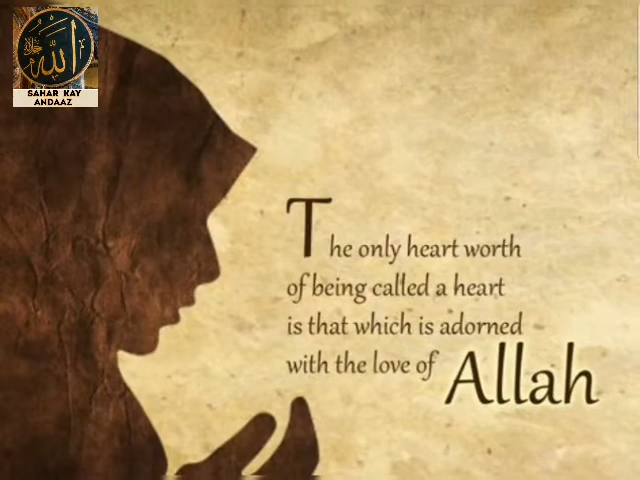 الله
SAHAR KAY
ANDAAZ
The only heart worth
of being called a heart
is that which is adorned
with the love of Allah